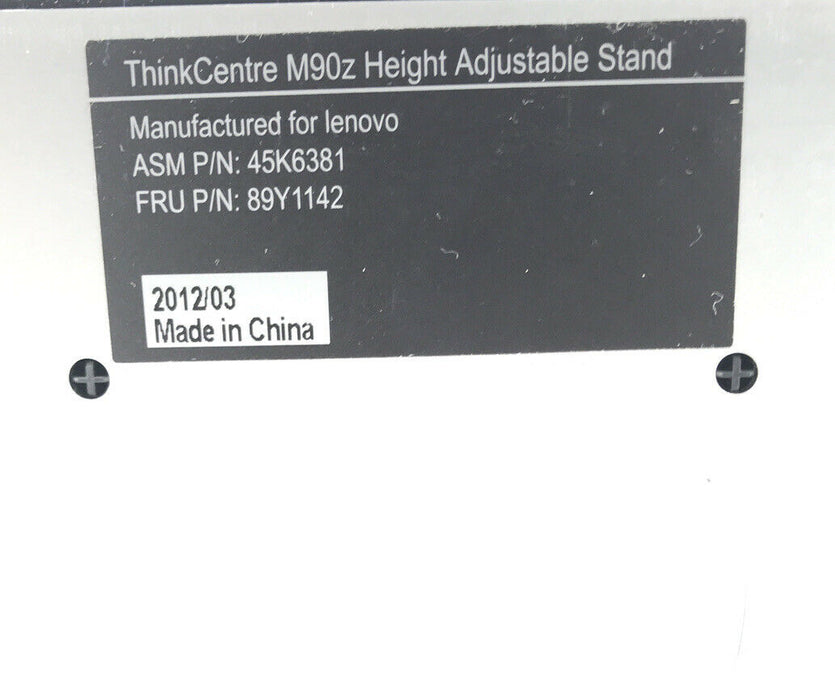 ThinkCentre M90z Height Adjustable Stand
Manufactured for lenovo
ASM P/N: 45K6381
FRU P/N: 89Y1142
2012/03
Made in China